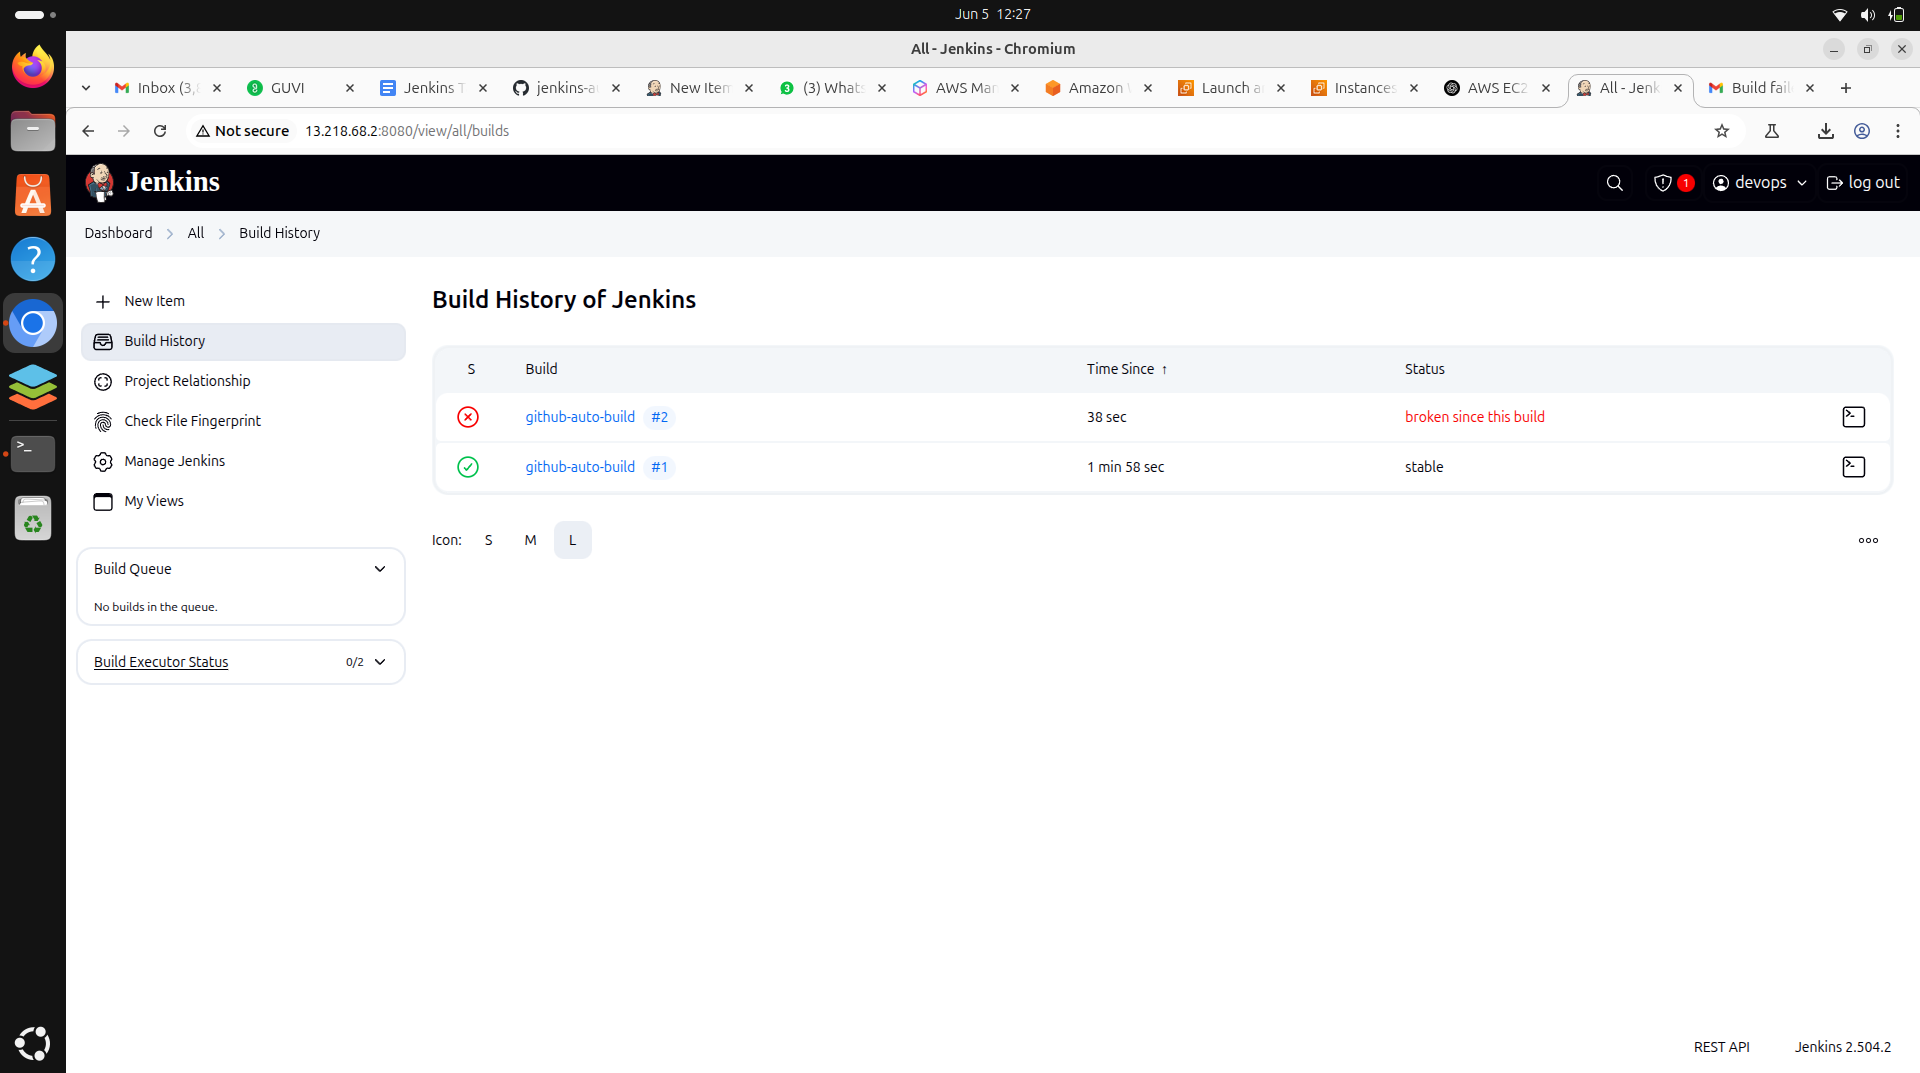 Jun 5 12:27
All - Jenkins - Chromium
Inbox (3,
GUVI
Jenkins T
jenkins-a
New Item
(3) Whats
AWS Man
Amazon
Launch a
Instances
AWS EC2
All - Jenk
Build fail
Not secure 13.218.68.2:8080/view/all/builds
Jenkins
1
devops
log out
Dashboard
All
Build History
New Item
Build History
Project Relationship
Check File Fingerprint
Manage Jenkins
My Views
Build Queue
No builds in the queue.
Build Executor Status 0/2
Build History of Jenkins
S Build Time Since ↑ Status
github-auto-build #2 38 sec broken since this build
github-auto-build #1 1 min 58 sec stable
Icon: S M L
REST API Jenkins 2.504.2